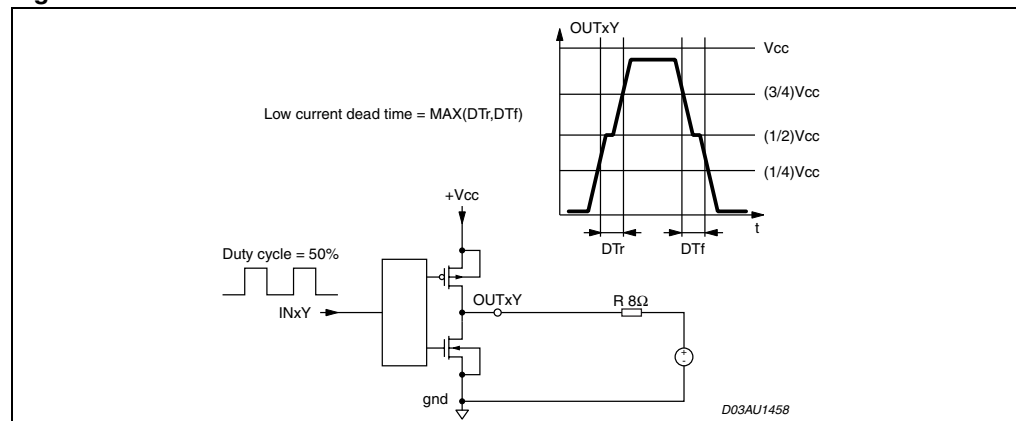 OUTxY
Vcc
(3/4)Vcc
Low current dead time = MAX(DTr,DTf)
(1/2)Vcc
(1/4)Vcc
+Vcc
t
DTr
DTf
Duty cycle = 50%
OUTxY
R 8Ω
INxY
+
-
gnd
D03AU1458